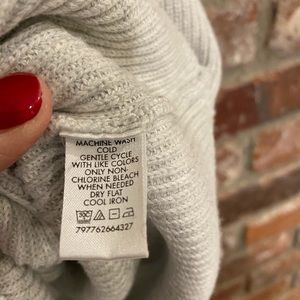 MACHINE WASH
COLD
GENTLE CYCLE
WITH LIKE COLORS
ONLY NON
CHLORINE BLEACH
WHEN NEEDED
DRY FLAT
COOL IRON
797762664327